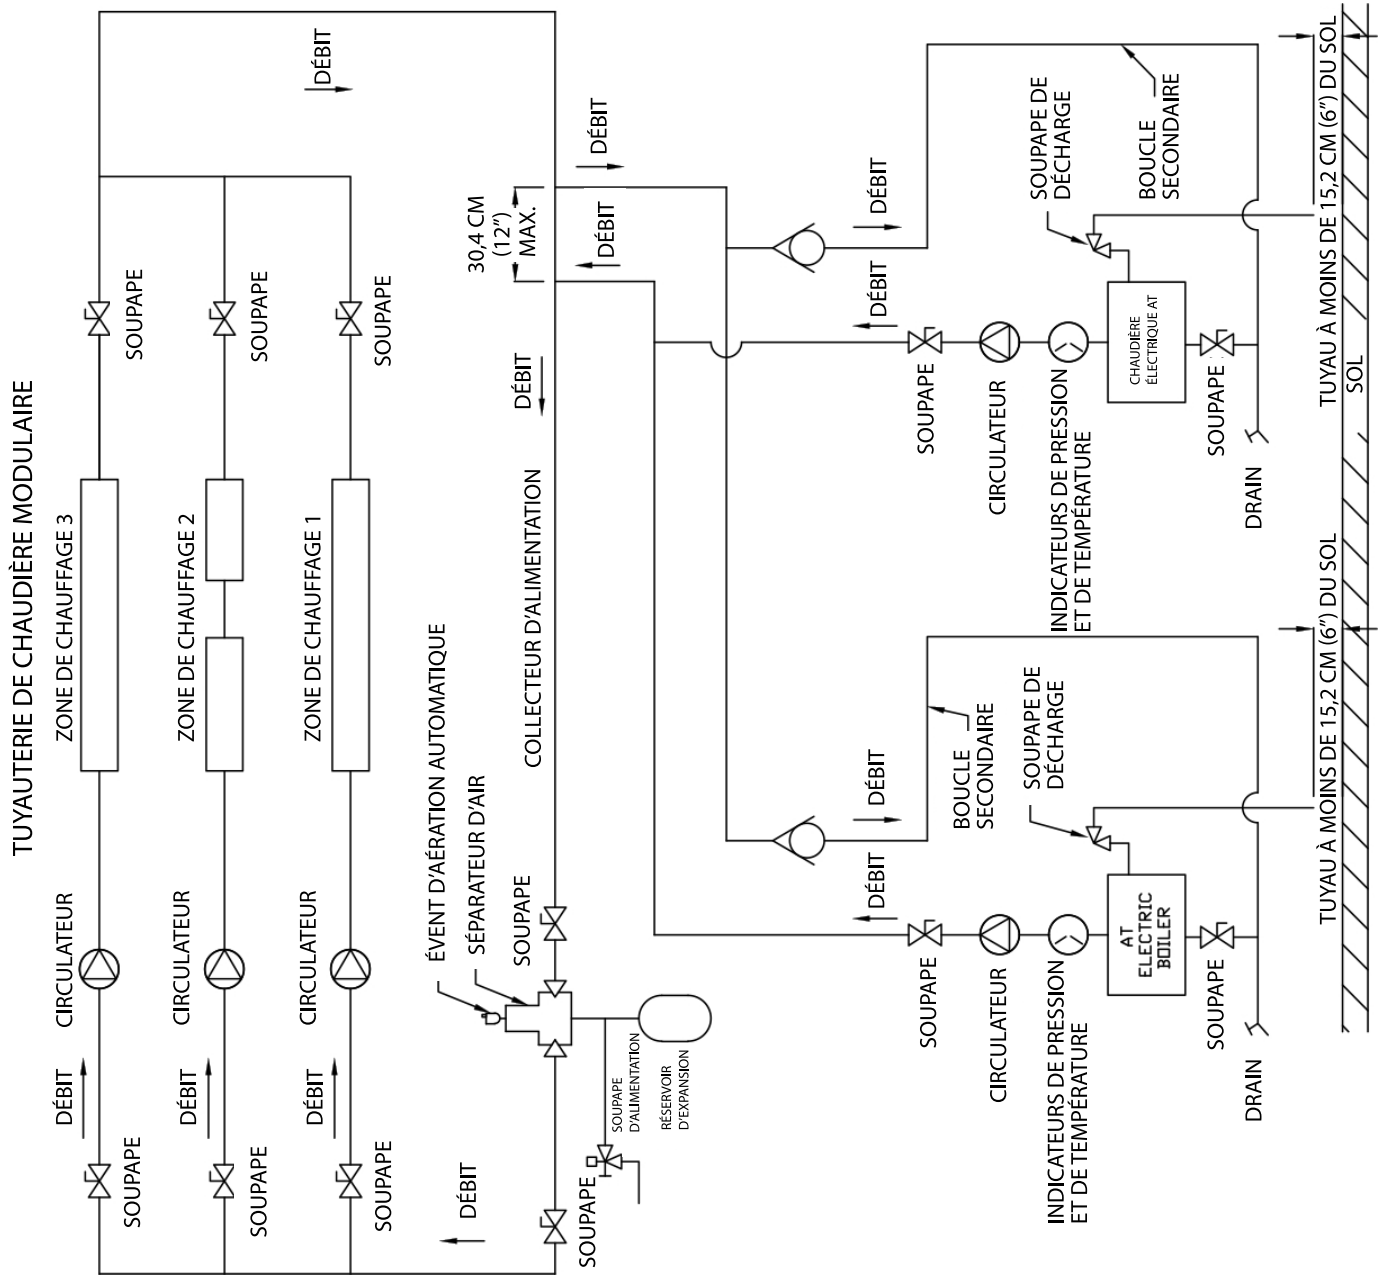 TUYAUTERIE DE CHAUDIÈRE MODULAIRE
DÉBIT
CIRCULATEUR
ZONE DE CHAUFFAGE 3
SOUPAPE
SOUPAPE
DÉBIT
CIRCULATEUR
ZONE DE CHAUFFAGE 2
SOUPAPE
SOUPAPE
DÉBIT
CIRCULATEUR
ZONE DE CHAUFFAGE 1
DÉBIT
SOUPAPE
SOUPAPE
ÉVENT D'AÉRATION AUTOMATIQUE
DÉBIT
SÉPARATEUR D'AIR
30,4 CM
(12")
MAX.
SOUPAPE
COLLECTEUR D'ALIMENTATION
DÉBIT
SOUPAPE
DÉBIT
DÉBIT
SOUPAPE
D'ALIMENTATION
RÉSERVOIR
D'EXPANSION
DÉBIT
DÉBIT
DÉBIT
DÉBIT
SOUPAPE
SOUPAPE
BOUCLE
SECONDAIRE
CIRCULATEUR
CIRCULATEUR
SOUPAPE DE
DÉCHARGE
SOUPAPE DE
DÉCHARGE
INDICATEURS DE PRESSION
ET DE TEMPÉRATURE
INDICATEURS DE PRESSION
ET DE TEMPÉRATURE
AT
ELECTRIC
BOILER
CHAUDIÈRE
ÉLECTRIQUE AT
BOUCLE
SECONDAIRE
SOUPAPE
SOUPAPE
DRAIN
DRAIN
TUYAU À MOINS DE 15,2 CM (6") DU SOL
TUYAU À MOINS DE 15,2 CM (6") DU SOL
SOL